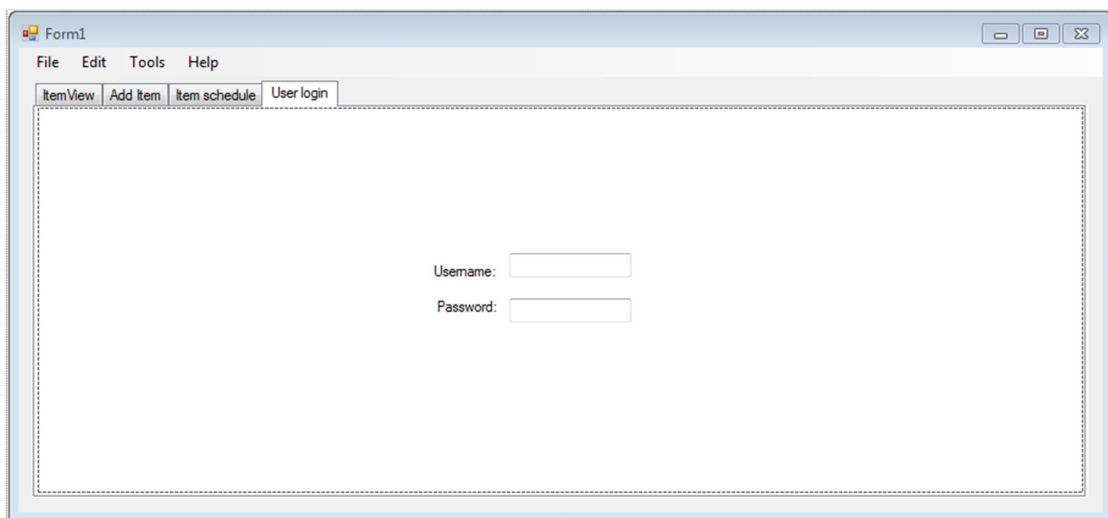 Form1
File Edit Tools Help
ItemView Add Item Item schedule User login
Username:
Password: